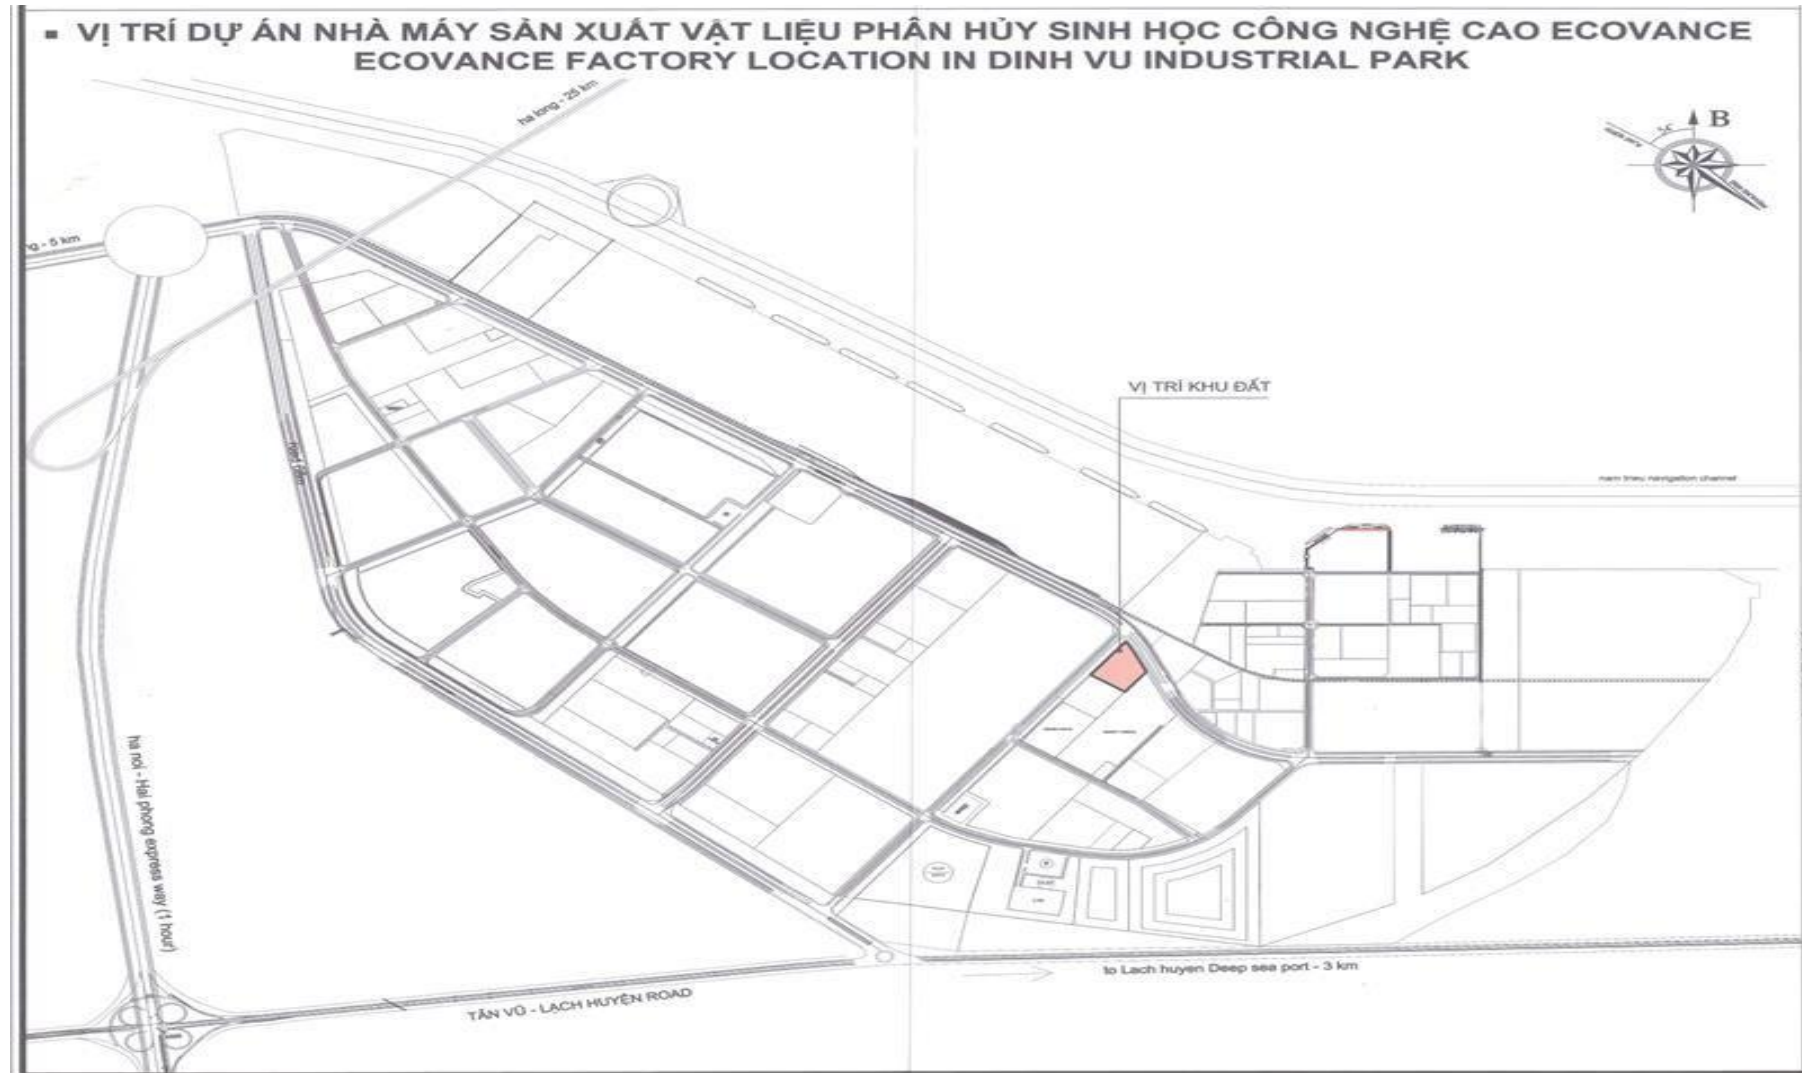 ▪ VỊ TRÍ DỰ ÁN NHÀ MÁY SẢN XUẤT VẬT LIỆU PHÂN HỦY SINH HỌC CÔNG NGHỆ CAO ECOVANCE
ECOVANCE FACTORY LOCATION IN DINH VU INDUSTRIAL PARK
ha long - 25 km
B
- 5 km
VỊ TRÍ KHU ĐẤT
nam trieu navigation channel
ha noi - Hai phong express way (1 hour)
to Lach huyen Deep sea port - 3 km
TÂN VŨ - LẠCH HUYỆN ROAD